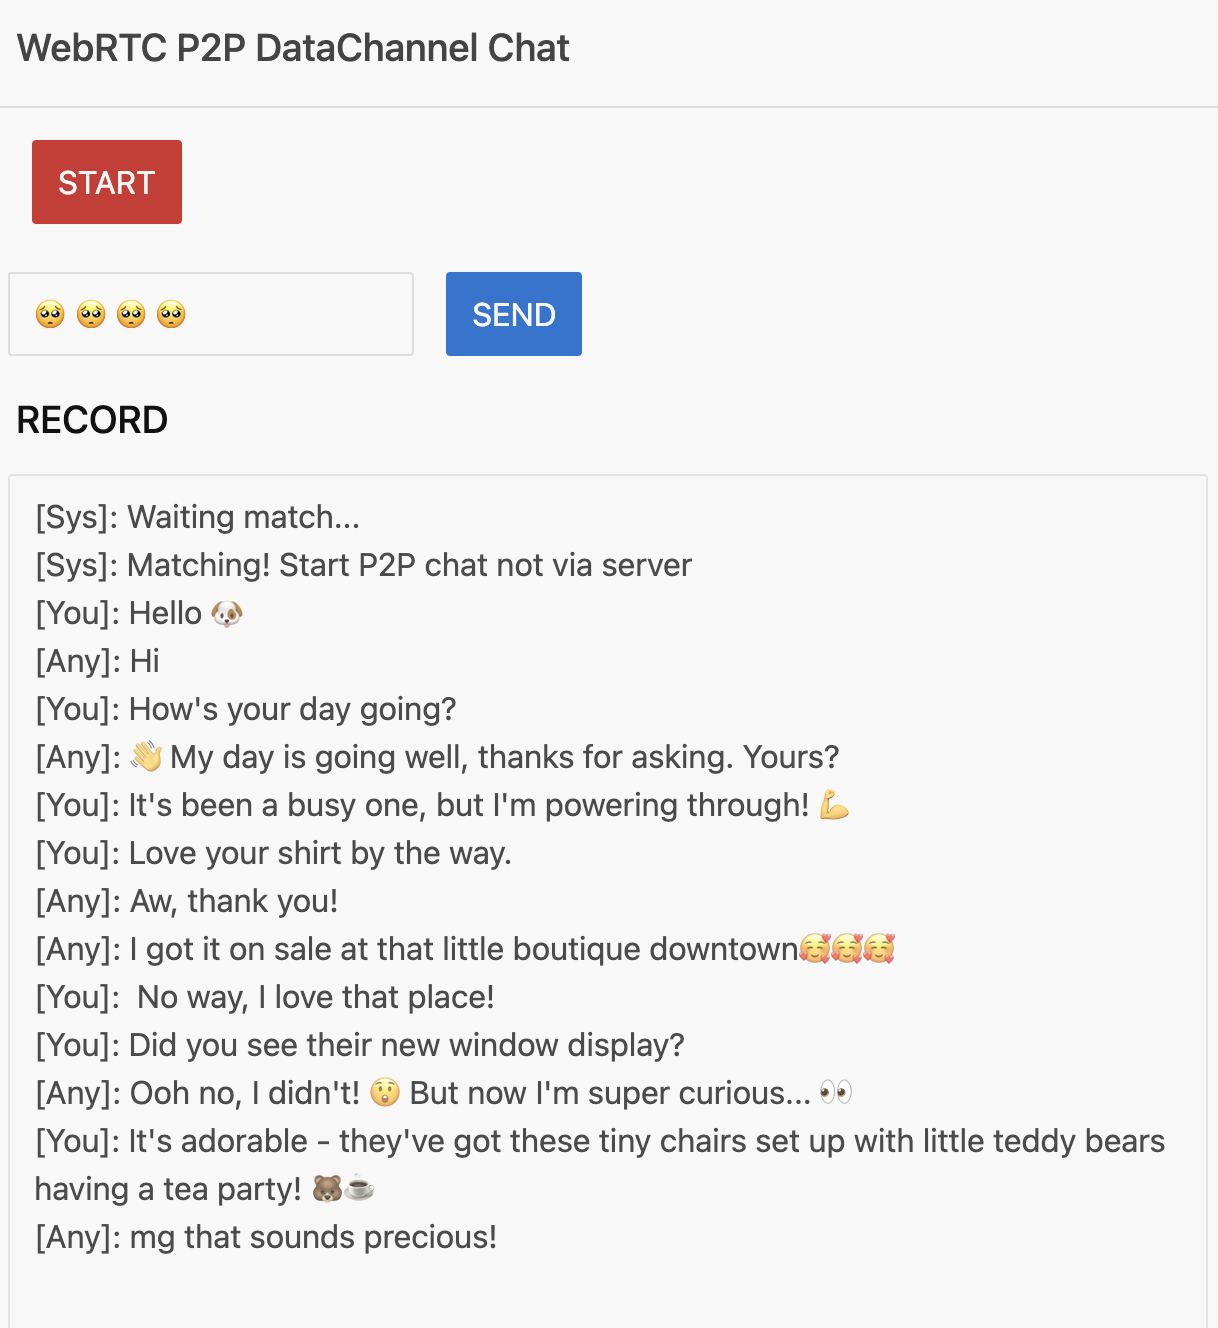 WebRTC P2P DataChannel Chat
START
🥺 🥺 🥺 🥺
SEND
RECORD
[Sys]: Waiting match...
[Sys]: Matching! Start P2P chat not via server
[You]: Hello 🐶
[Any]: Hi
[You]: How's your day going?
[Any]: 👋 My day is going well, thanks for asking. Yours?
[You]: It's been a busy one, but I'm powering through! 💪
[You]: Love your shirt by the way.
[Any]: Aw, thank you!
[Any]: I got it on sale at that little boutique downtown🥰🥰🥰
[You]:  No way, I love that place!
[You]: Did you see their new window display?
[Any]: Ooh no, I didn't! 😲 But now I'm super curious... 👀
[You]: It's adorable - they've got these tiny chairs set up with little teddy bears
having a tea party! 🐻☕
[Any]: mg that sounds precious!